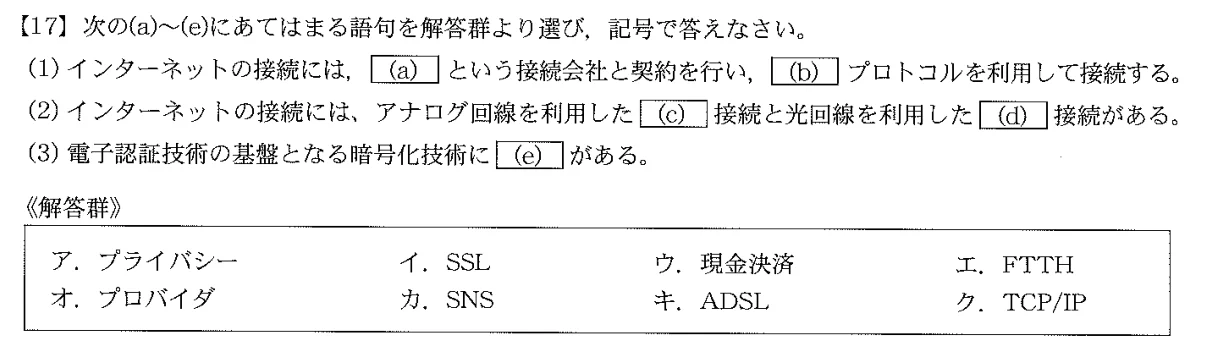 【17】次の(a)～(e)にあてはまる語句を解答群より選び，記号で答えなさい。
(1) インターネットの接続には， (a) という接続会社と契約を行い， (b) プロトコルを利用して接続する。
(2) インターネットの接続には、アナログ回線を利用した (c) 接続と光回線を利用した (d) 接続がある。
(3) 電子認証技術の基盤となる暗号化技術に (e) がある。
《解答群》
ア．プライバシー　イ．SSL　ウ．現金決済　エ．FTTH
オ．プロバイダ　カ．SNS　キ．ADSL　ク．TCP/IP